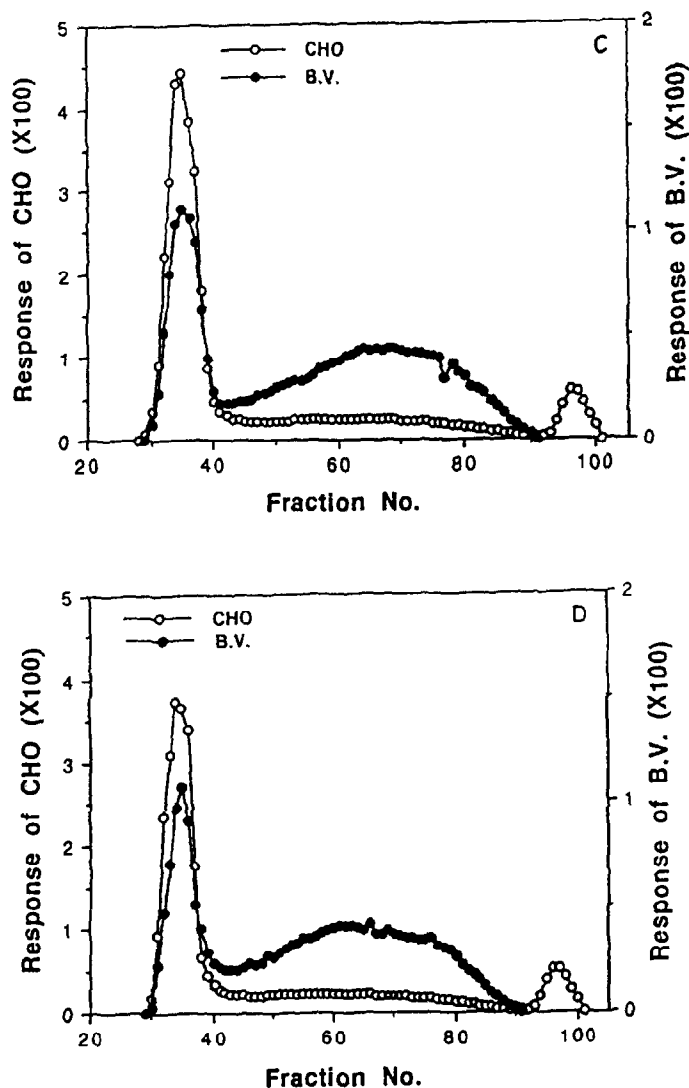 C
CHO
B.V.
Response of CHO (X100)
5
4
3
2
1
0
Response of B.V. (X100)
2
1
0
20
40
60
80
100
Fraction No.
D
CHO
B.V.
Response of CHO (X100)
5
4
3
2
1
0
Response of B.V. (X100)
2
1
0
20
40
60
80
100
Fraction No.